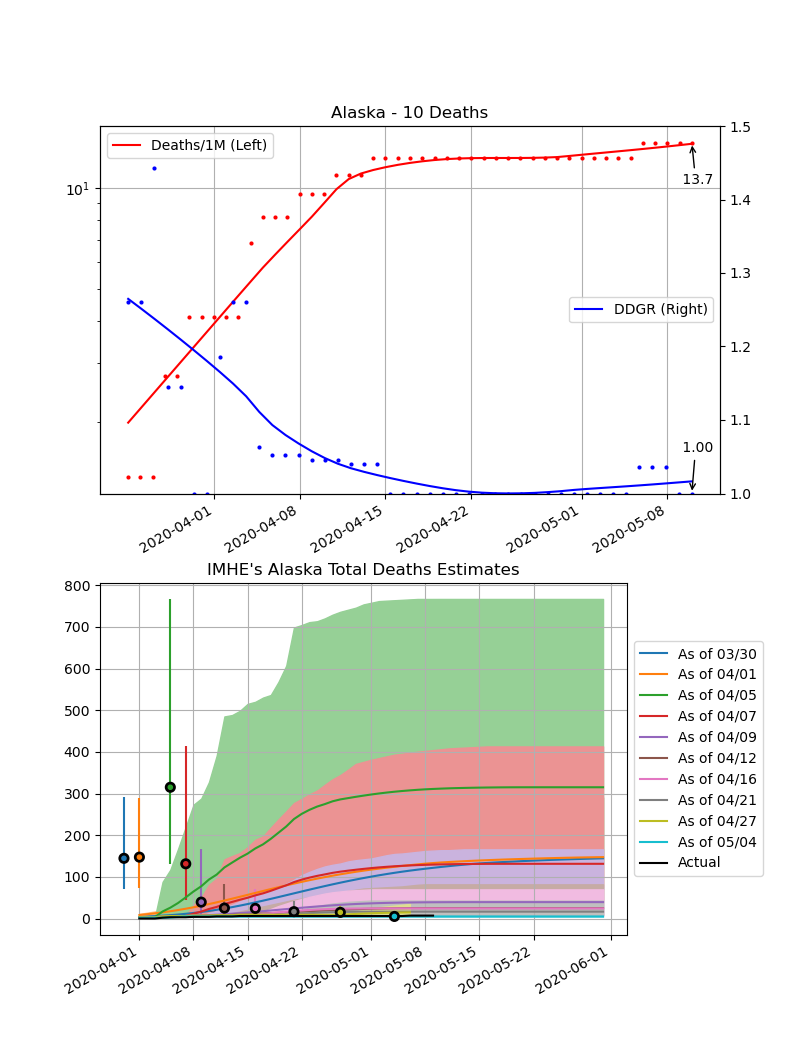 Alaska - 10 Deaths
Deaths/1M (Left)
DDGR (Right)
10^1
1.5
1.4
1.3
1.2
1.1
1.0
13.7
1.00
2020-04-01
2020-04-08
2020-04-15
2020-04-22
2020-05-01
2020-05-08
IMHE's Alaska Total Deaths Estimates
800
700
600
500
400
300
200
100
0
2020-04-01
2020-04-08
2020-04-15
2020-04-22
2020-05-01
2020-05-08
2020-05-15
2020-05-22
2020-06-01
As of 03/30
As of 04/01
As of 04/05
As of 04/07
As of 04/09
As of 04/12
As of 04/16
As of 04/21
As of 04/27
As of 05/04
Actual